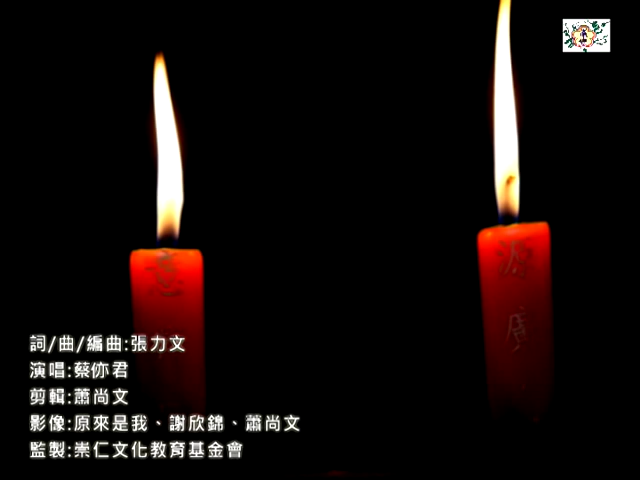 源
詞/曲/編曲:張力文
演唱:蔡你君
剪輯:蕭尚文
影像:原來是我、謝欣錦、蕭尚文
監製:崇仁文化教育基金會